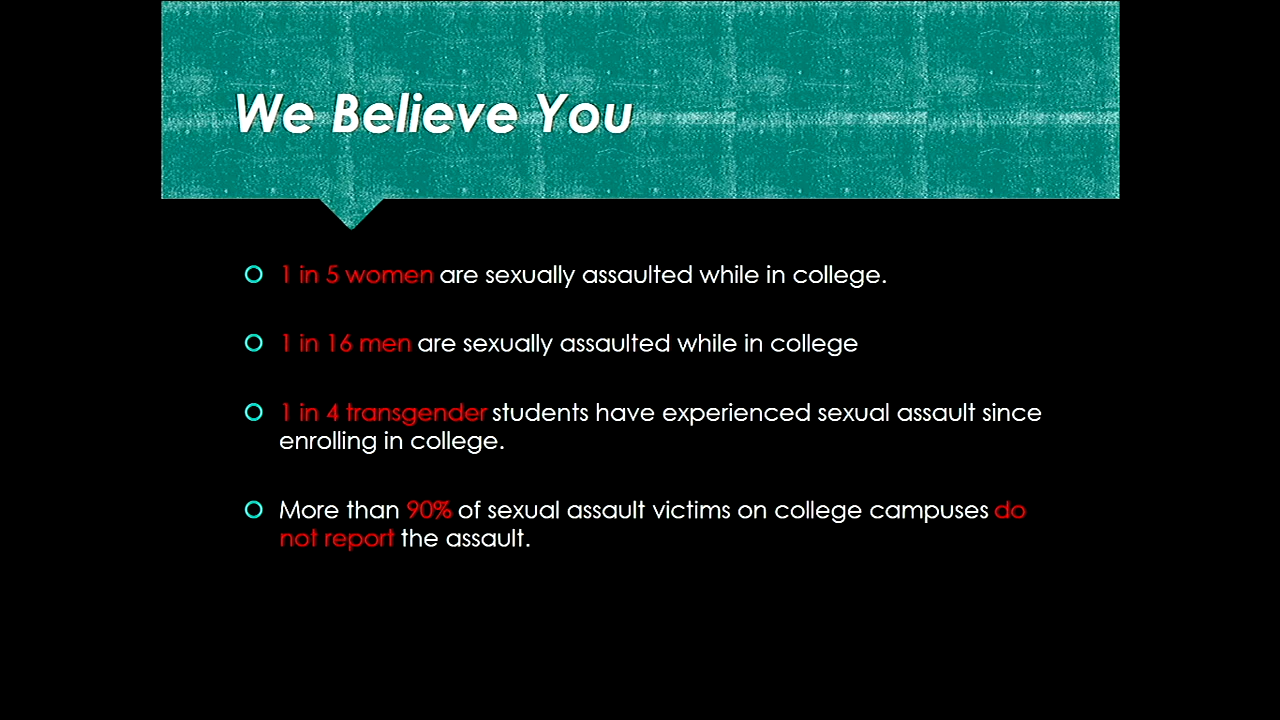 We Believe You
1 in 5 women are sexually assaulted while in college.
1 in 16 men are sexually assaulted while in college
1 in 4 transgender students have experienced sexual assault since
enrolling in college.
More than 90% of sexual assault victims on college campuses do
not report the assault.